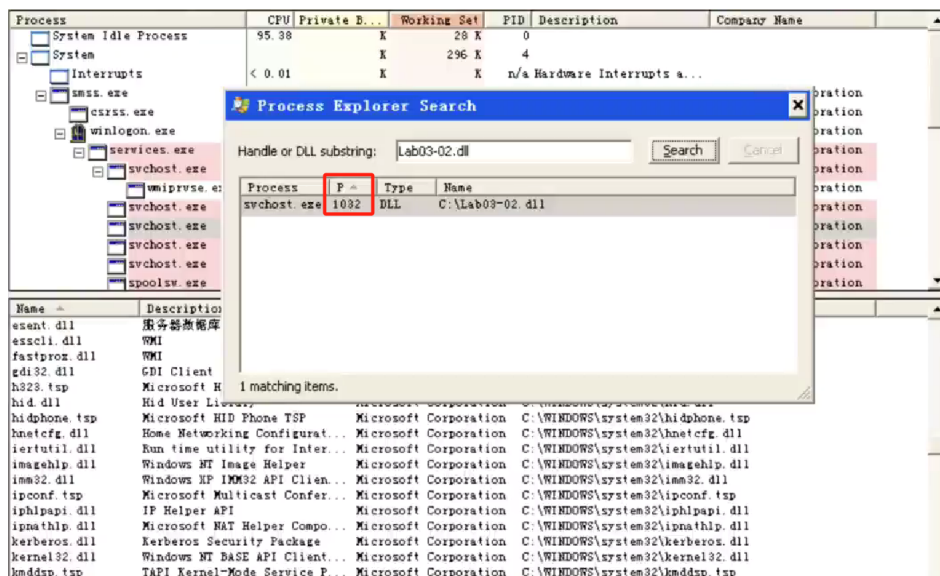 Process CPU Private B... Working Set PID Description Company Name
System Idle Process 95.38 K 28 K 0
System K 296 K 4
Interrupts < 0.01 K K n/a Hardware Interrupts a...
smss.exe oration
csrss.exe oration
winlogon.exe oration
services.exe oration
svchost.exe oration
wmiprvse.e oration
svchost.exe oration
svchost.exe oration
svchost.exe oration
svchost.exe oration
spoolsv.exe oration
Process Explorer Search
Handle or DLL substring: Lab03-02.dll Search Cancel
Process P Type Name
svchost.exe 1032 DLL C:\Lab03-02.dll
1 matching items.
Name Description
esent.dll 服务器数据库
esscli.dll WMI
fastprox.dll WMI
gdi32.dll GDI Client
h323.tsp Microsoft H
hid.dll Hid User Library Microsoft Corporation C:\WINDOWS\system32\hid.dll
hidphone.tsp Microsoft HID Phone TSP Microsoft Corporation C:\WINDOWS\system32\hidphone.tsp
hnetcfg.dll Home Networking Configurat... Microsoft Corporation C:\WINDOWS\system32\hnetcfg.dll
iertutil.dll Run time utility for Inter... Microsoft Corporation C:\WINDOWS\system32\iertutil.dll
imagehlp.dll Windows NT Image Helper Microsoft Corporation C:\WINDOWS\system32\imagehlp.dll
imm32.dll Windows XP IMM32 API Clien... Microsoft Corporation C:\WINDOWS\system32\imm32.dll
ipconf.tsp Microsoft Multicast Confer... Microsoft Corporation C:\WINDOWS\system32\ipconf.tsp
iphlpapi.dll IP Helper API Microsoft Corporation C:\WINDOWS\system32\iphlpapi.dll
ipnathlp.dll Microsoft NAT Helper Compo... Microsoft Corporation C:\WINDOWS\system32\ipnathlp.dll
kerberos.dll Kerberos Security Package Microsoft Corporation C:\WINDOWS\system32\kerberos.dll
kernel32.dll Windows NT BASE API Client... Microsoft Corporation C:\WINDOWS\system32\kernel32.dll
kmddsp.tsp TAPI Kernel-Mode Service P... Microsoft Corporation C:\WINDOWS\system32\kmddsp.tsp